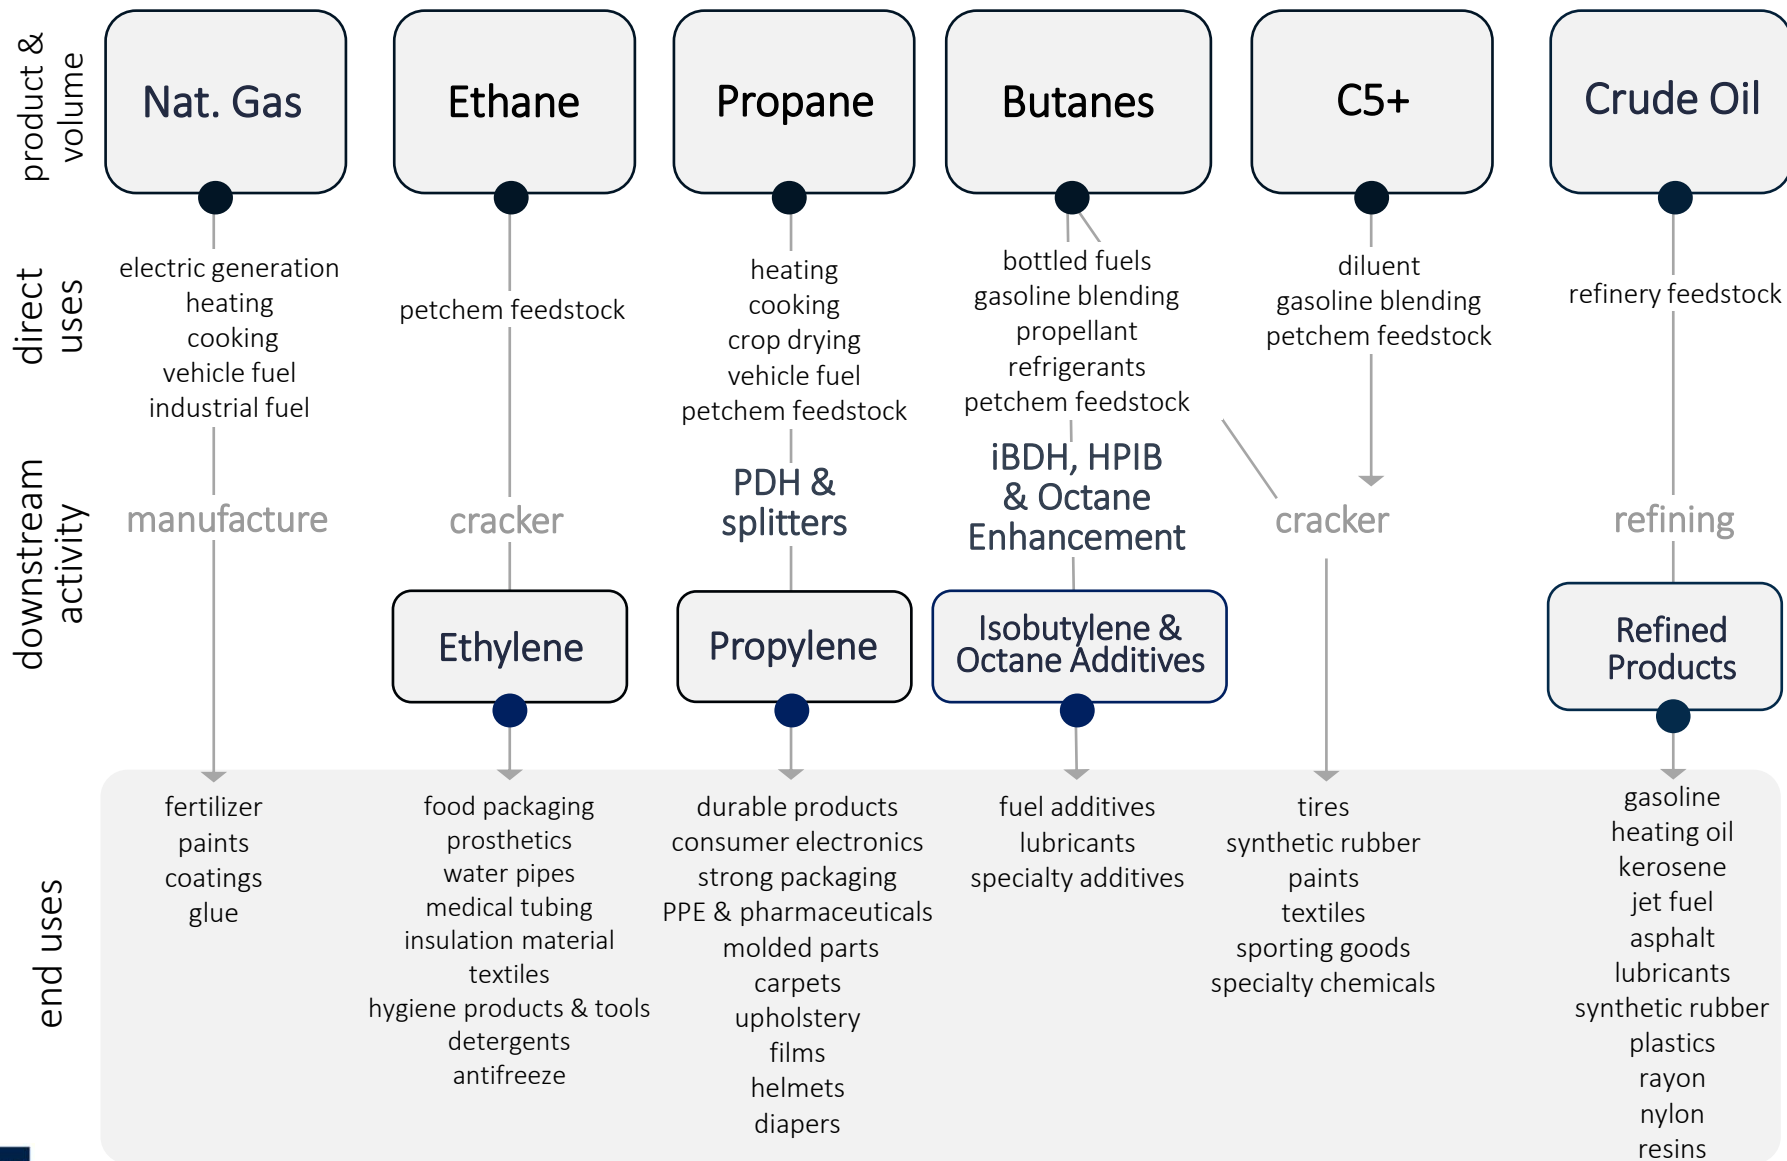 product &
volume
Nat. Gas
Ethane
Propane
Butanes
C5+
Crude Oil
direct
uses
electric generation
heating
cooking
vehicle fuel
industrial fuel
petchem feedstock
heating
cooking
crop drying
vehicle fuel
petchem feedstock
bottled fuels
gasoline blending
propellant
refrigerants
petchem feedstock
diluent
gasoline blending
petchem feedstock
refinery feedstock
downstream
activity
manufacture
cracker
PDH &
splitters
iBDH, HPIB
& Octane
Enhancement
cracker
refining
Ethylene
Propylene
Isobutylene &
Octane Additives
Refined
Products
end uses
fertilizer
paints
coatings
glue
food packaging
prosthetics
water pipes
medical tubing
insulation material
textiles
hygiene products & tools
detergents
antifreeze
durable products
consumer electronics
strong packaging
PPE & pharmaceuticals
molded parts
carpets
upholstery
films
helmets
diapers
fuel additives
lubricants
specialty additives
tires
synthetic rubber
paints
textiles
sporting goods
specialty chemicals
gasoline
heating oil
kerosene
jet fuel
asphalt
lubricants
synthetic rubber
plastics
rayon
nylon
resins